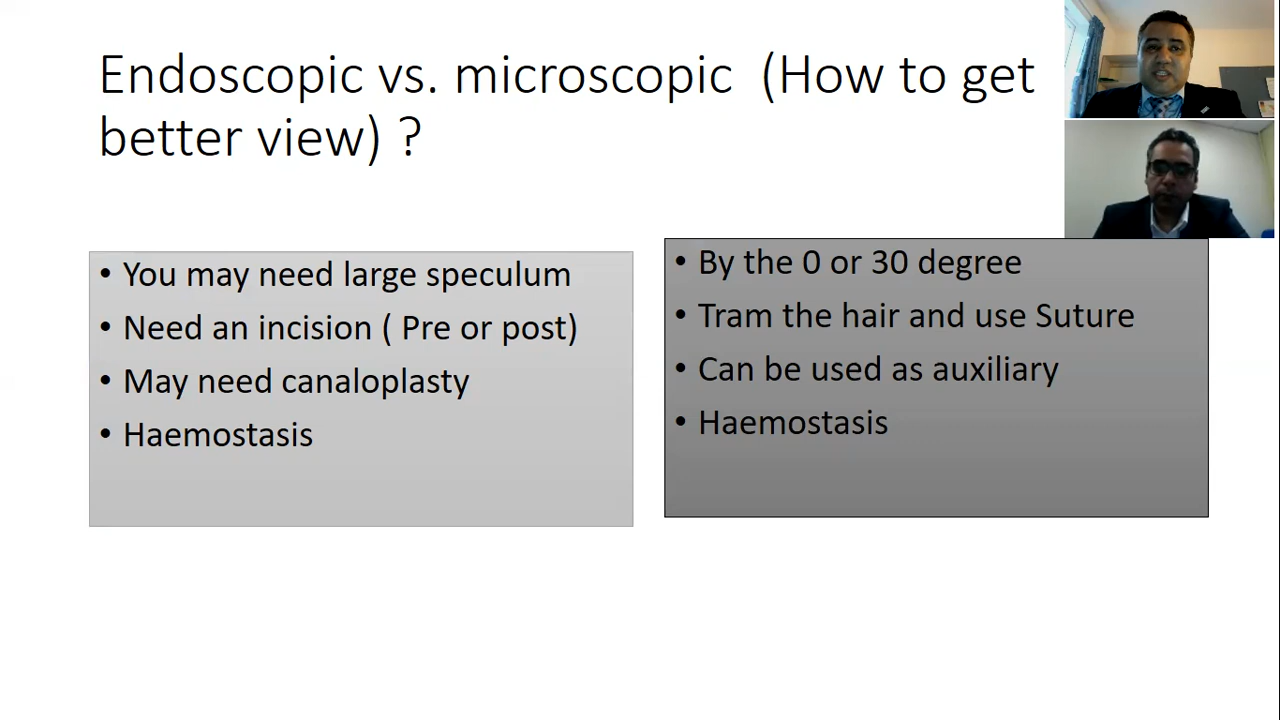 Endoscopic vs. microscopic (How to get
better view) ?
• You may need large speculum
• Need an incision ( Pre or post)
• May need canaloplasty
• Haemostasis
• By the 0 or 30 degree
• Tram the hair and use Suture
• Can be used as auxiliary
• Haemostasis